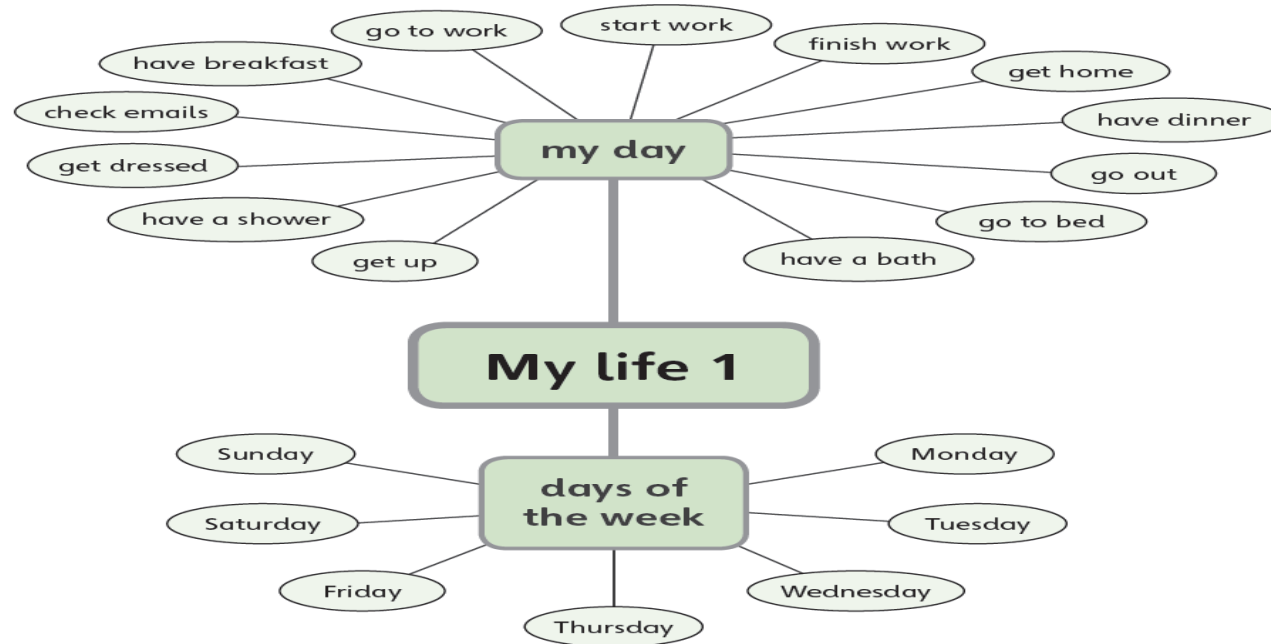 go to work
start work
finish work
have breakfast
get home
check emails
have dinner
my day
get dressed
go out
have a shower
go to bed
get up
have a bath
My life 1
Sunday
Monday
days of
the week
Saturday
Tuesday
Friday
Wednesday
Thursday